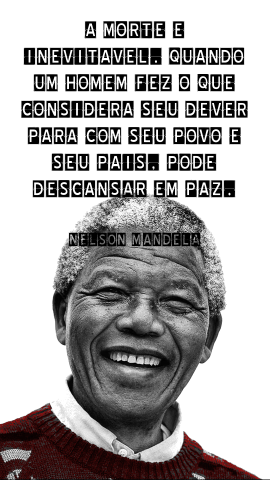 A MORTE E
INEVITAVEL. QUANDO
UM HOMEM FEZ O QUE
CONSIDERA SEU DEVER
PARA COM SEU POVO E
SEU PAIS. PODE
DESCANSAR EM PAZ.
NELSON MANDELA